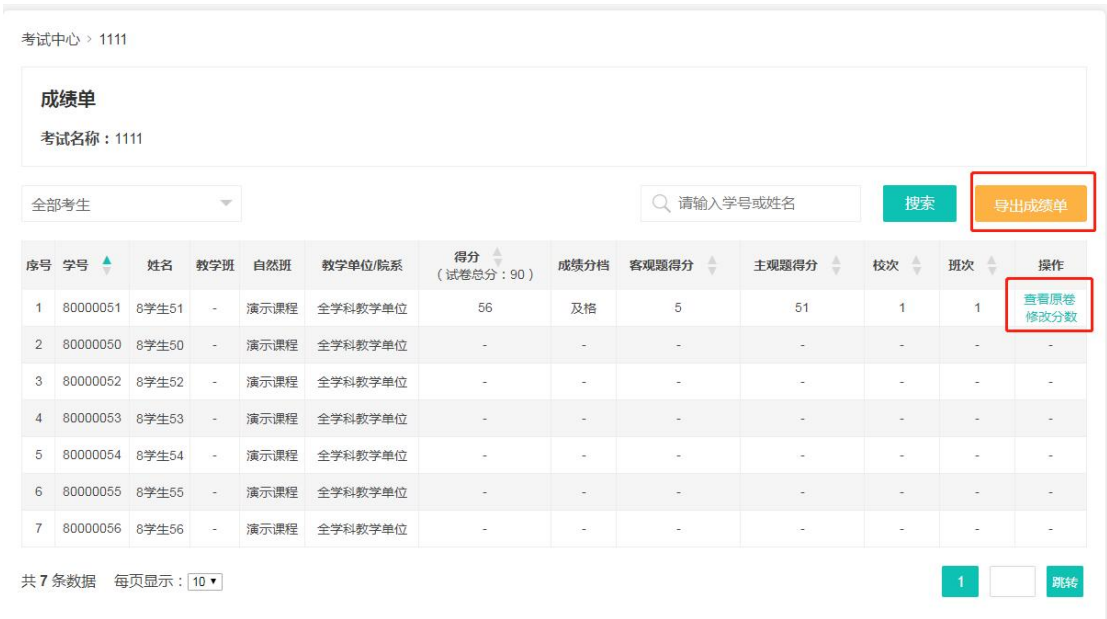 考试中心 > 1111
成绩单
考试名称：1111
全部考生 请输入学号或姓名 搜索 导出成绩单
序号 学号 姓名 教学班 自然班 教学单位/院系 得分（试卷总分：90） 成绩分档 客观题得分 主观题得分 校次 班次 操作
1 80000051 8学生51 - 演示课程 全学科教学单位 56 及格 5 51 1 1 查看原卷 修改分数
2 80000050 8学生50 - 演示课程 全学科教学单位 - - - - - - -
3 80000052 8学生52 - 演示课程 全学科教学单位 - - - - - - -
4 80000053 8学生53 - 演示课程 全学科教学单位 - - - - - - -
5 80000054 8学生54 - 演示课程 全学科教学单位 - - - - - - -
6 80000055 8学生55 - 演示课程 全学科教学单位 - - - - - - -
7 80000056 8学生56 - 演示课程 全学科教学单位 - - - - - - -
共 7 条数据 每页显示：10 1 跳转